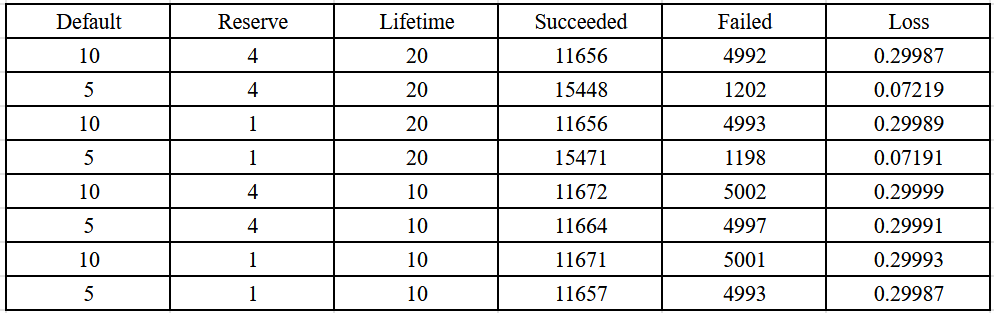 Default Reserve Lifetime Succeeded Failed Loss
10 4 20 11656 4992 0.29987
5 4 20 15448 1202 0.07219
10 1 20 11656 4993 0.29989
5 1 20 15471 1198 0.07191
10 4 10 11672 5002 0.29999
5 4 10 11664 4997 0.29991
10 1 10 11671 5001 0.29993
5 1 10 11657 4993 0.29987